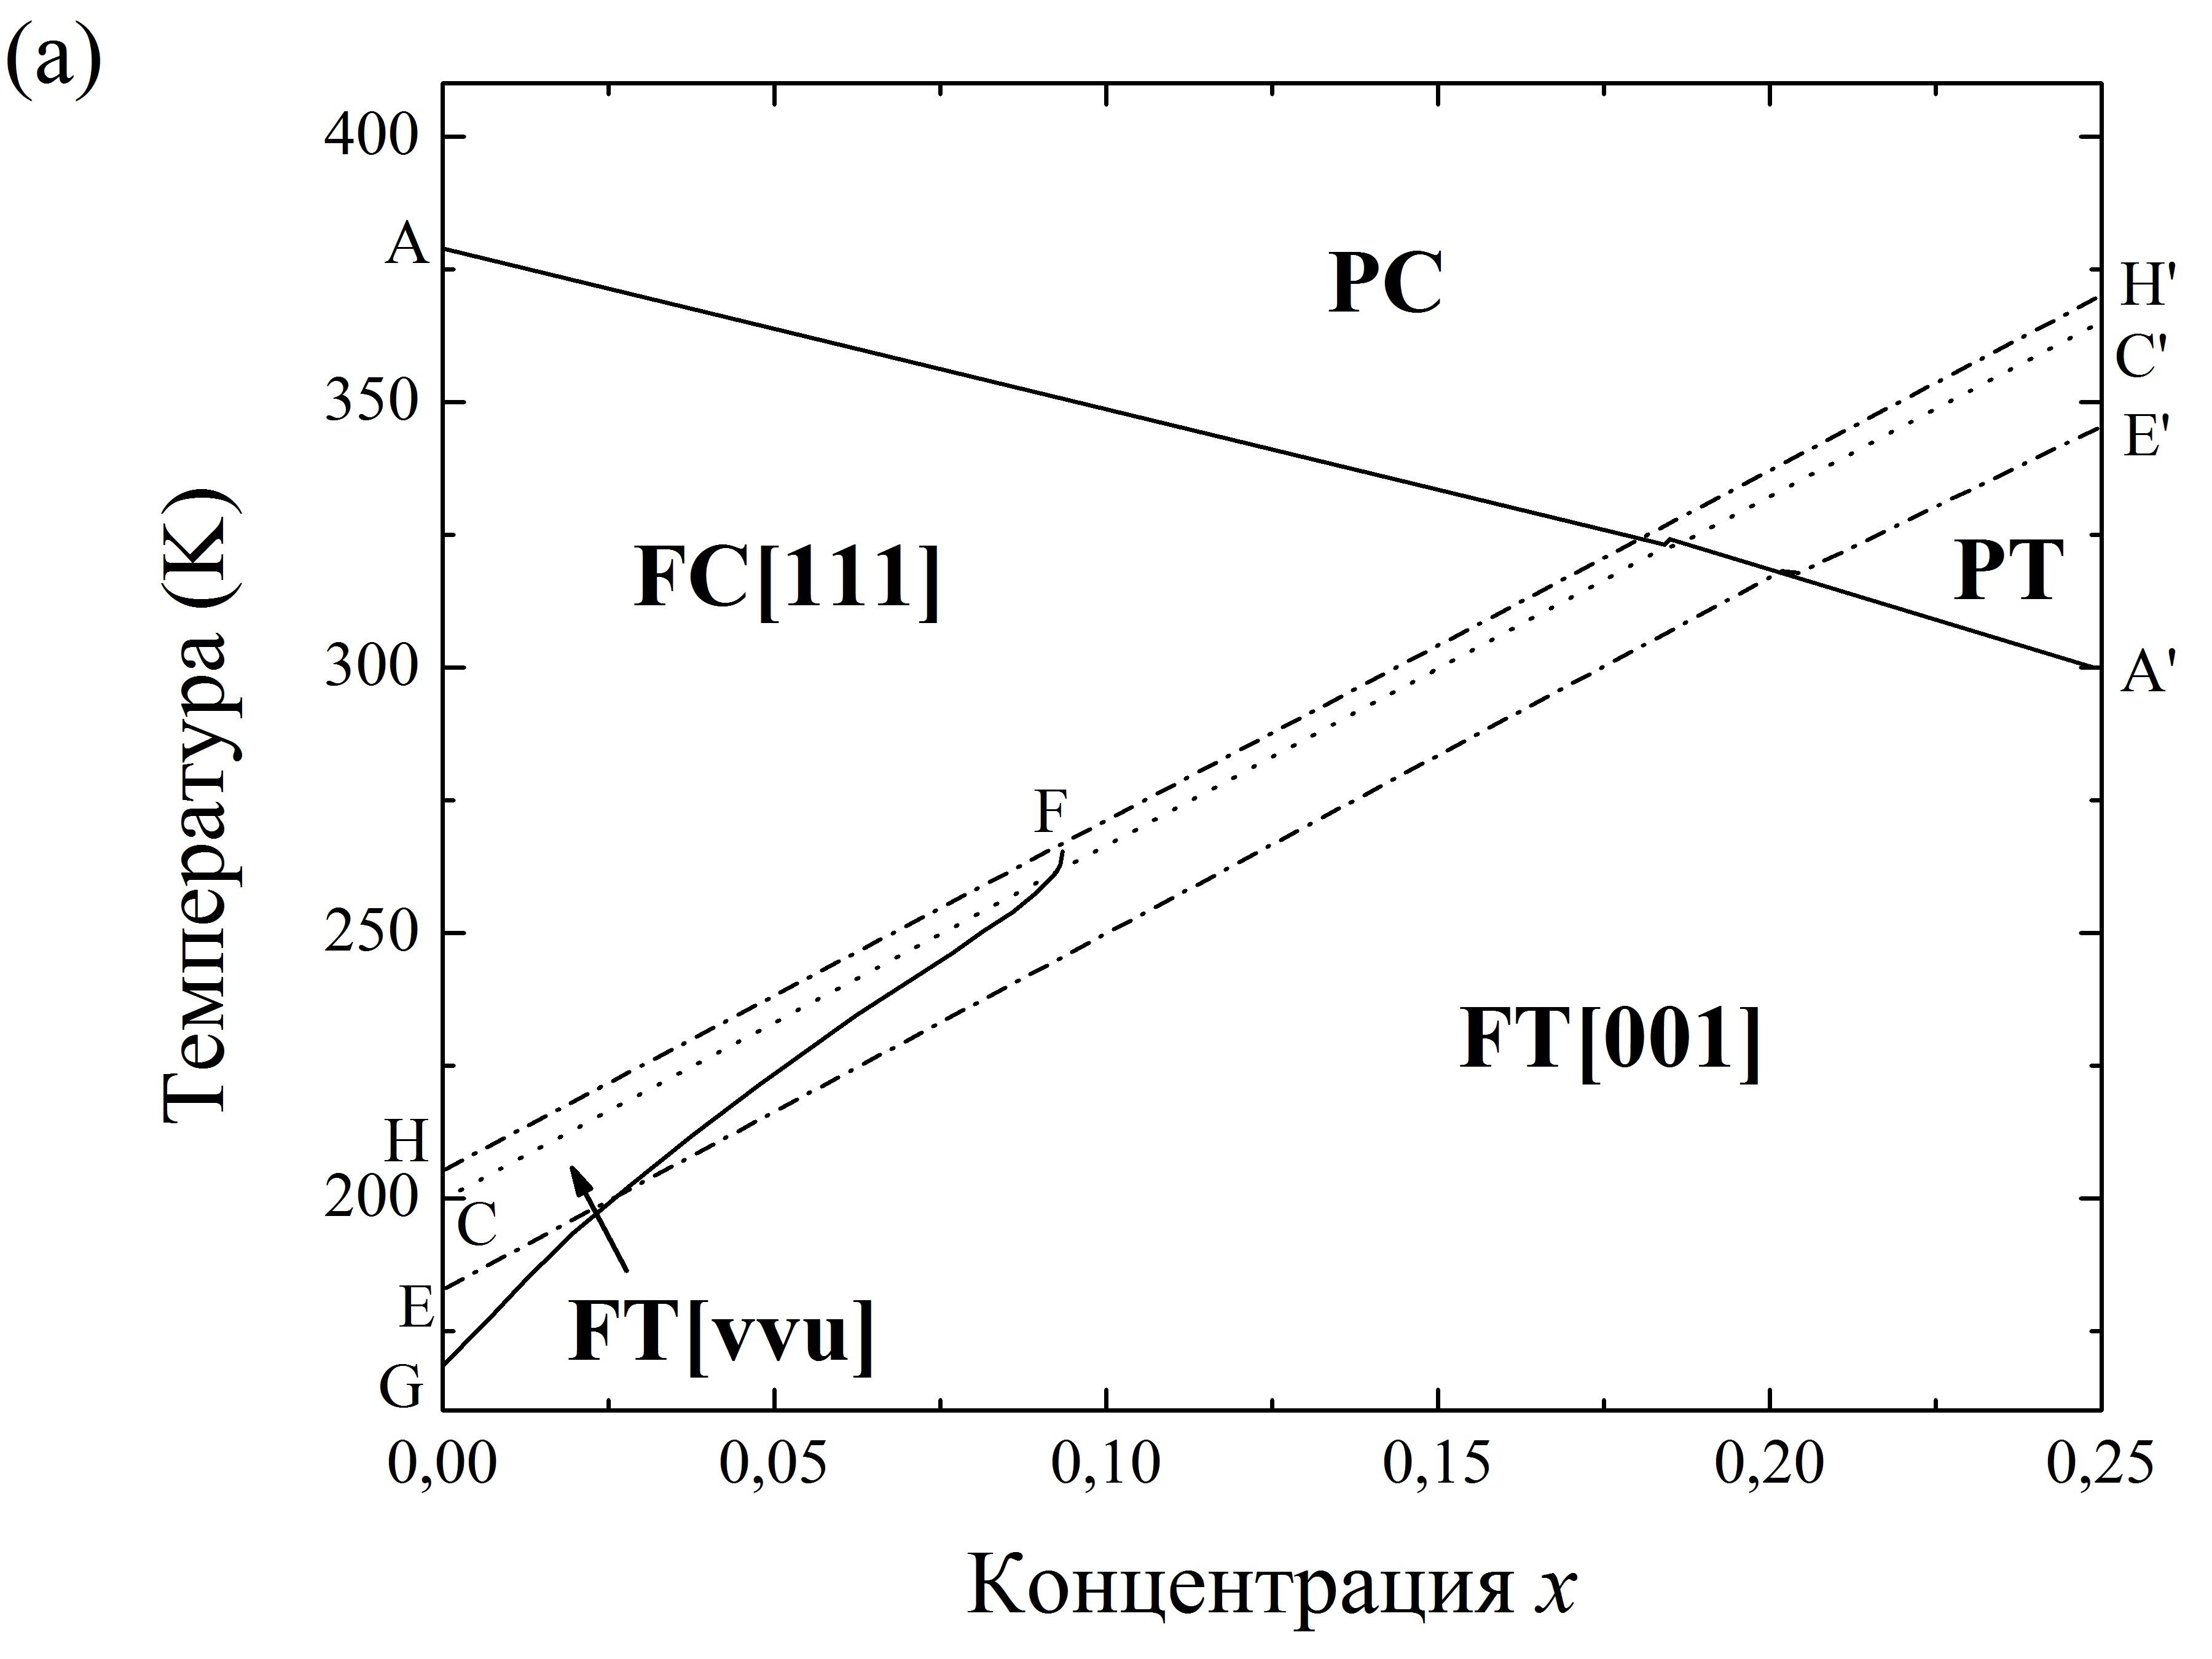 (a)
Температура (K)
400
350
300
250
200
A
H
C
E
G
F
PC
FC[111]
PT
FT[001]
FT[vvu]
H'
C'
E'
A'
0,00 0,05 0,10 0,15 0,20 0,25
Концентрация x